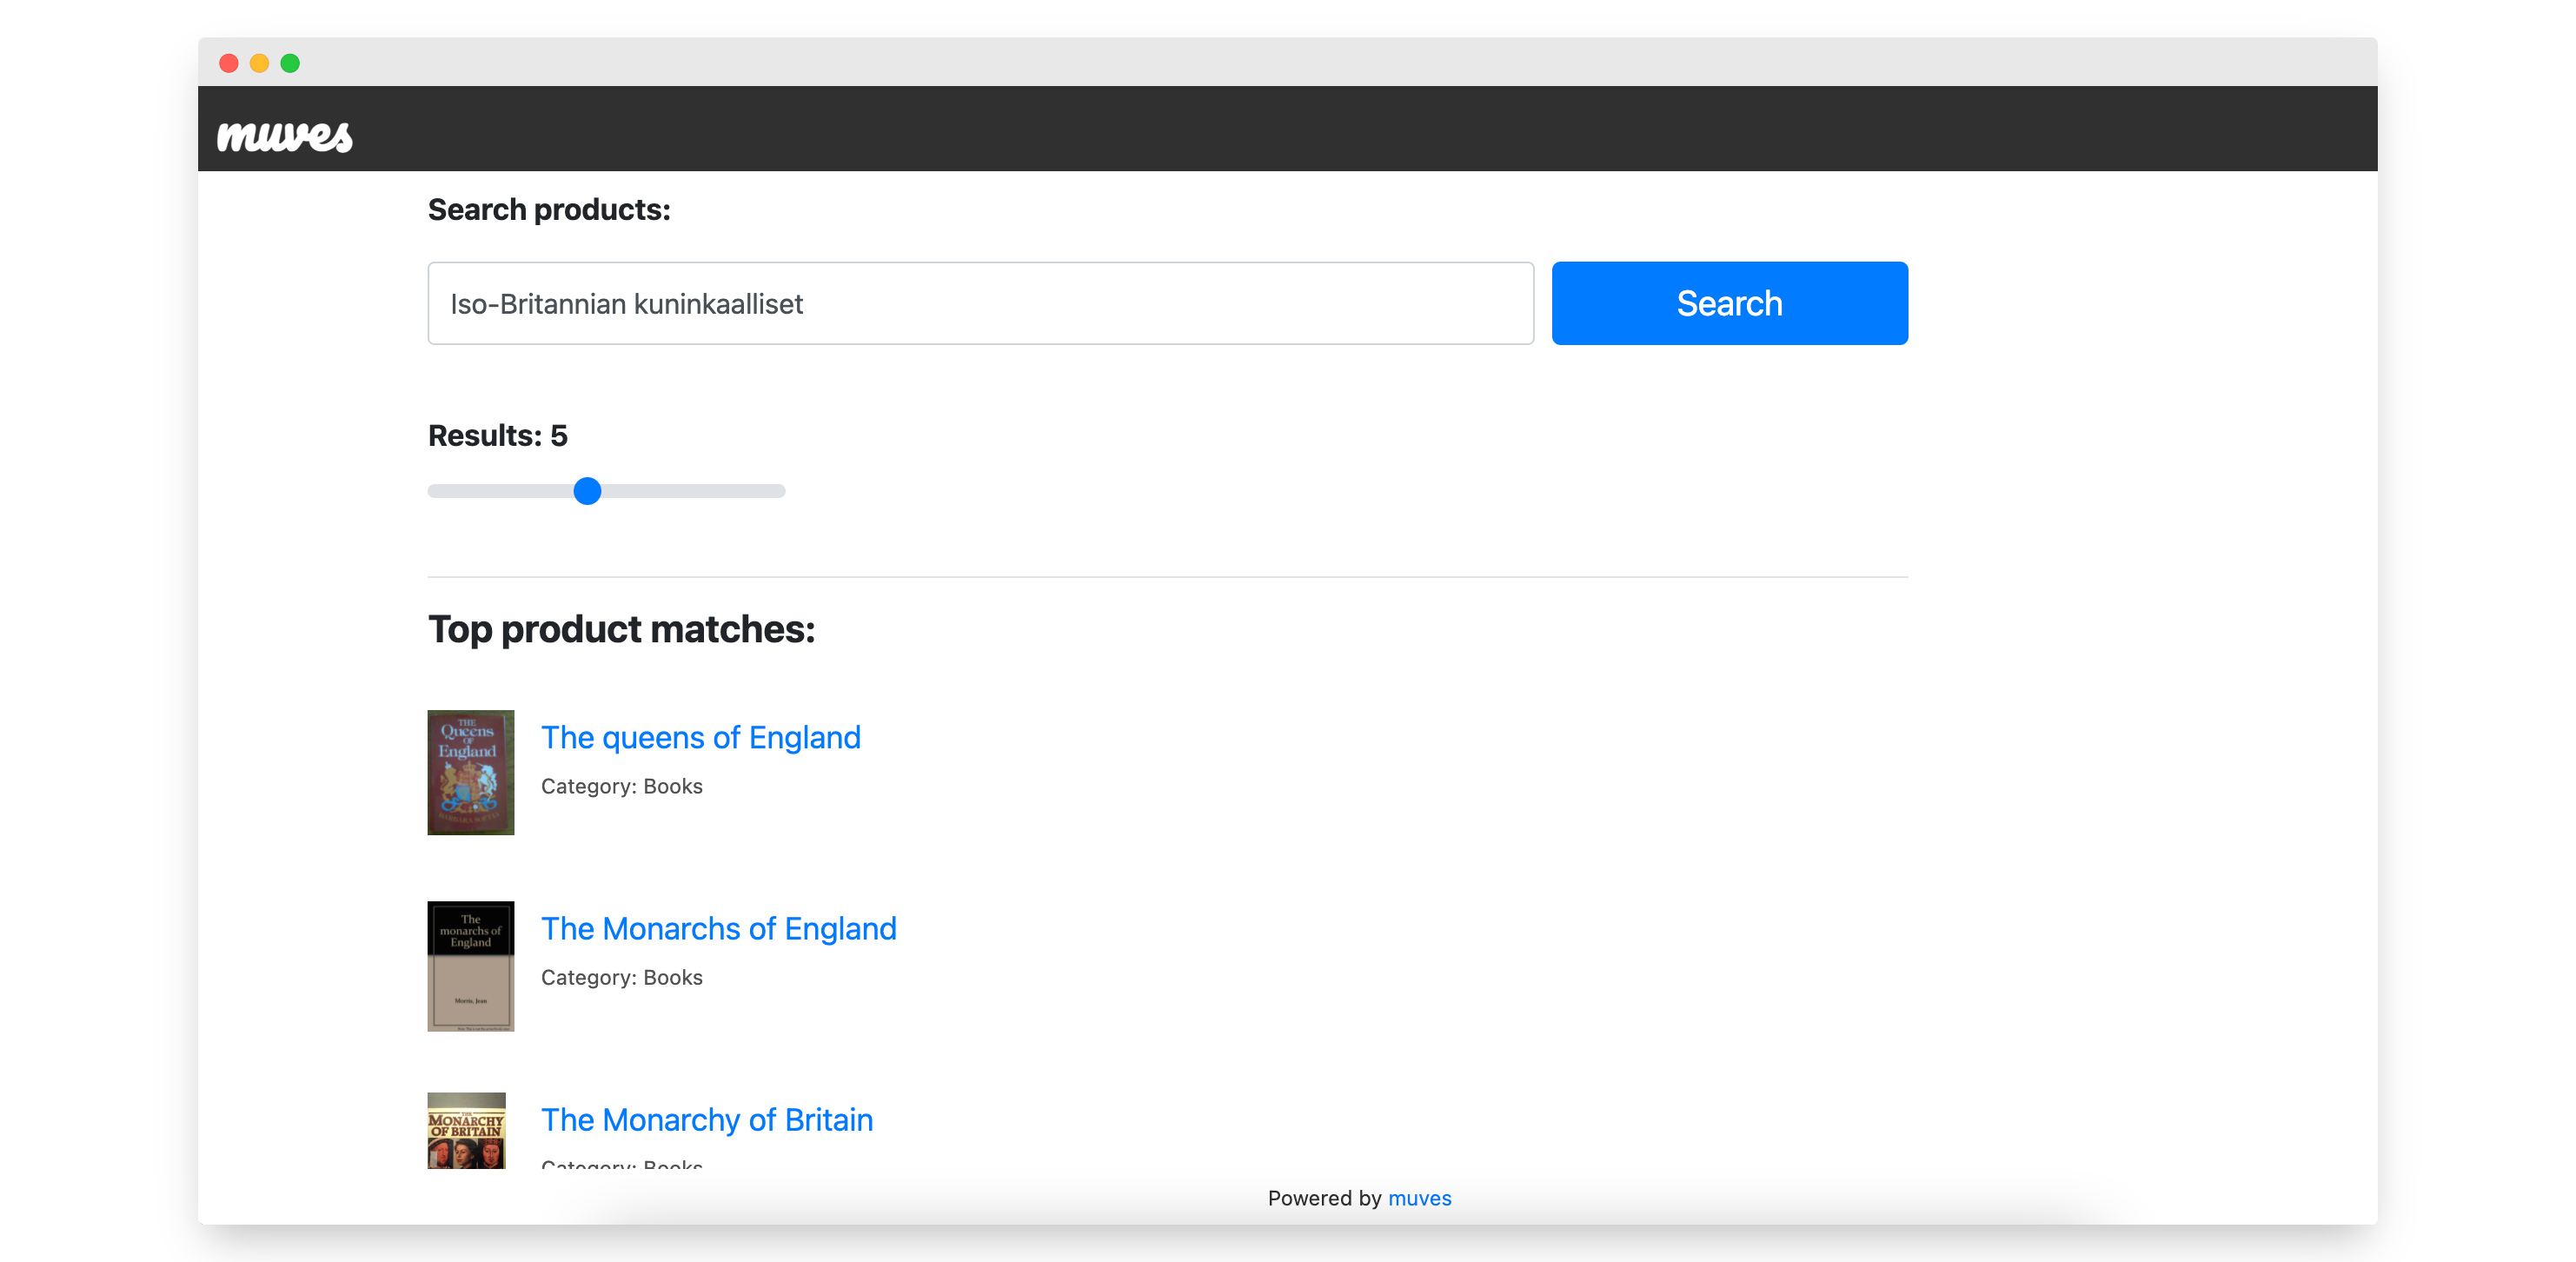 muves
Search products:
Iso-Britannian kuninkaalliset
Search
Results: 5
Top product matches:
THE
Queens
OF
England
The queens of England
Category: Books
The
monarchs of
England
Morris, Jean
The Monarchs of England
Category: Books
THE
MONARCHY
OF BRITAIN
The Monarchy of Britain
Category: Books
Powered by muves